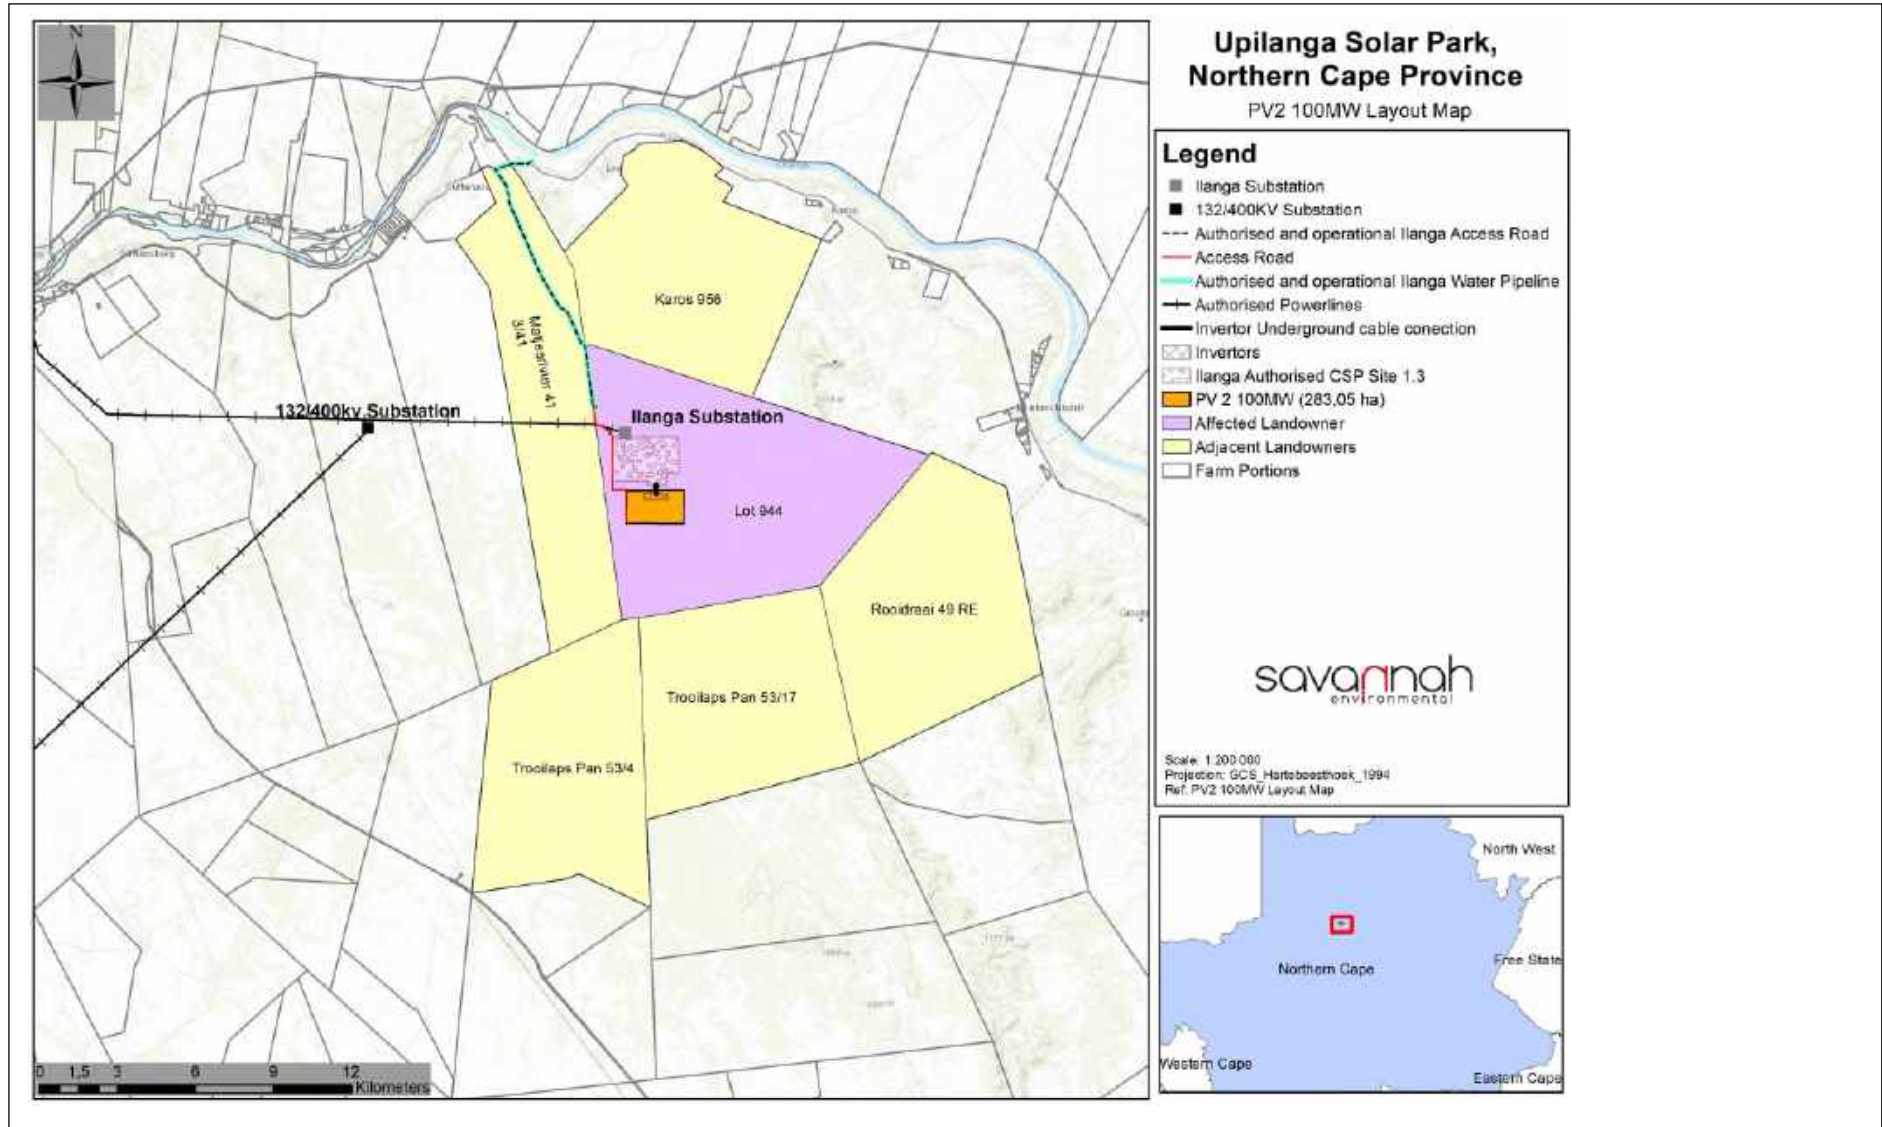 N
Upilanga Solar Park,
Northern Cape Province
PV2 100MW Layout Map
Legend
Ilanga Substation
132/400KV Substation
Authorised and operational Ilanga Access Road
Access Road
Authorised and operational Ilanga Water Pipeline
Authorised Powerlines
Invertor Underground cable conection
Invertors
Ilanga Authorised CSP Site 1.3
PV 2 100MW (283,05 ha)
Affected Landowner
Adjacent Landowners
Farm Portions
Karos 956
Matjiesrivier 41
3/41
132/400kv Substation
Ilanga Substation
Lot 944
Rooidraai 49 RE
Trooilaps Pan 53/17
Trooilaps Pan 53/4
0 1,5 3 6 9 12
Kilometers
savannah
environmental
Scale: 1:200 000
Projection: GCS_Hartebeesthoek_1994
Ref: PV2 100MW Layout Map
North West
Free State
Northern Cape
Western Cape
Eastern Cape